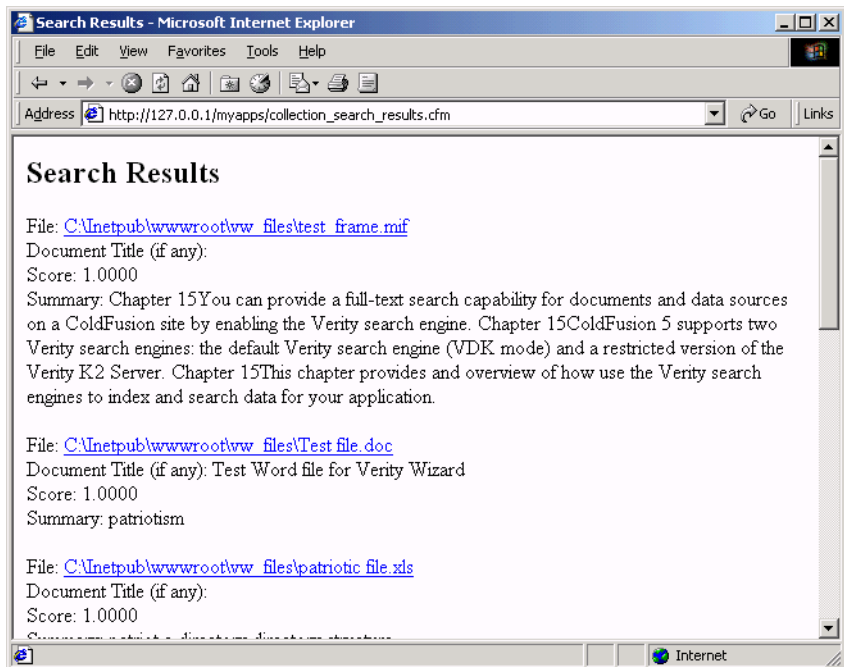 Search Results - Microsoft Internet Explorer
File Edit View Favorites Tools Help
Address http://127.0.0.1/myapps/collection_search_results.cfm Go Links
Search Results
File: C:\Inetpub\wwwroot\vw_files\test_frame.mif
Document Title (if any):
Score: 1.0000
Summary: Chapter 15You can provide a full-text search capability for documents and data sources
on a ColdFusion site by enabling the Verity search engine. Chapter 15ColdFusion 5 supports two
Verity search engines: the default Verity search engine (VDK mode) and a restricted version of the
Verity K2 Server. Chapter 15This chapter provides and overview of how use the Verity search
engines to index and search data for your application.
File: C:\Inetpub\wwwroot\vw_files\Test file.doc
Document Title (if any): Test Word file for Verity Wizard
Score: 1.0000
Summary: patriotism
File: C:\Inetpub\wwwroot\vw_files\patriotic file.xls
Document Title (if any):
Score: 1.0000
Internet